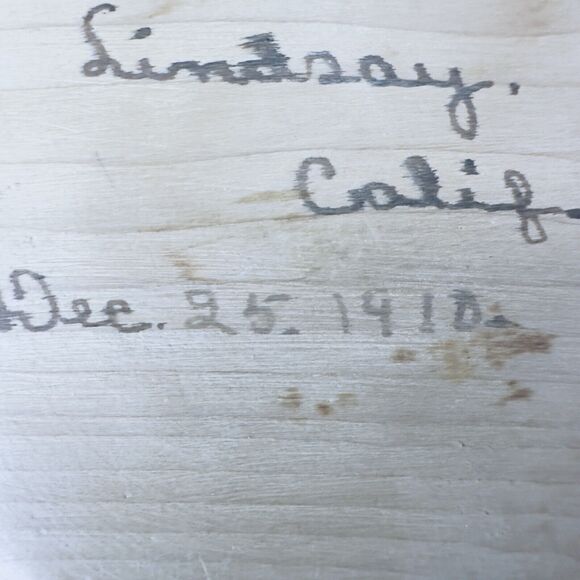 Lindsay.
Calif
Dec. 25. 1910.